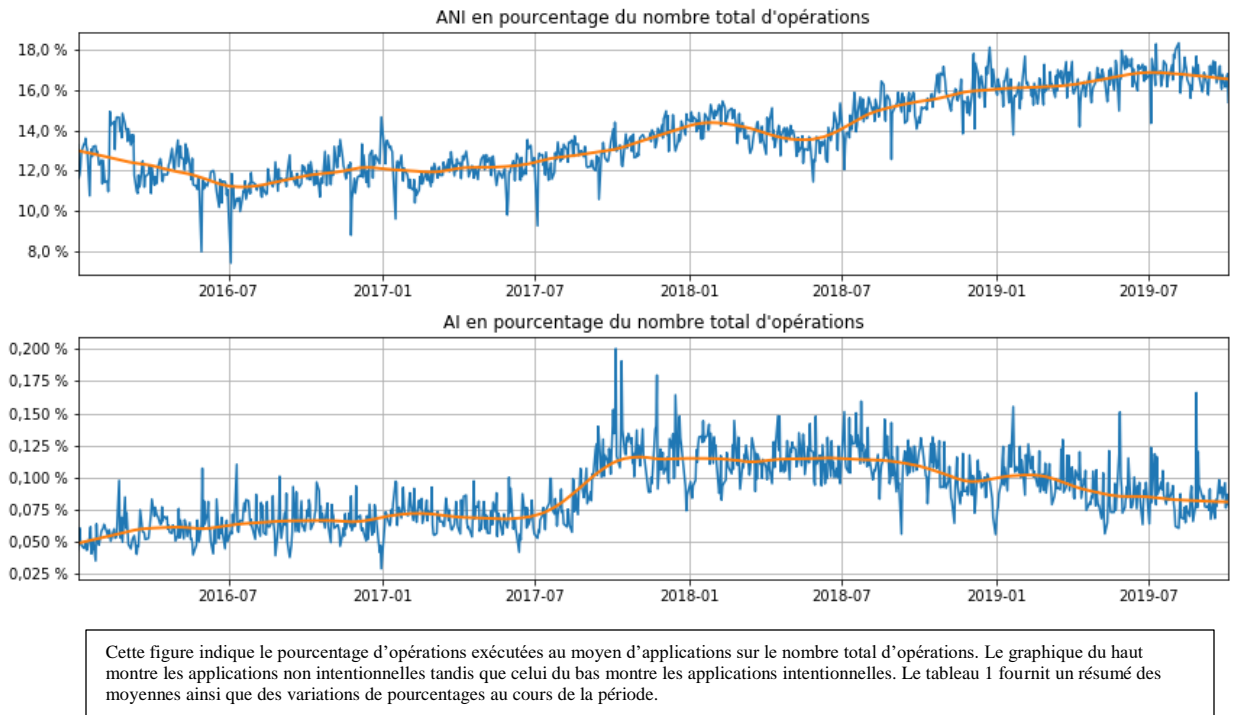 ANI en pourcentage du nombre total d'opérations
18,0 %
16,0 %
14,0 %
12,0 %
10,0 %
8,0 %
2016-07 2017-01 2017-07 2018-01 2018-07 2019-01 2019-07
AI en pourcentage du nombre total d'opérations
0,200 %
0,175 %
0,150 %
0,125 %
0,100 %
0,075 %
0,050 %
0,025 %
2016-07 2017-01 2017-07 2018-01 2018-07 2019-01 2019-07
Cette figure indique le pourcentage d’opérations exécutées au moyen d’applications sur le nombre total d’opérations. Le graphique du haut
montre les applications non intentionnelles tandis que celui du bas montre les applications intentionnelles. Le tableau 1 fournit un résumé des
moyennes ainsi que des variations de pourcentages au cours de la période.